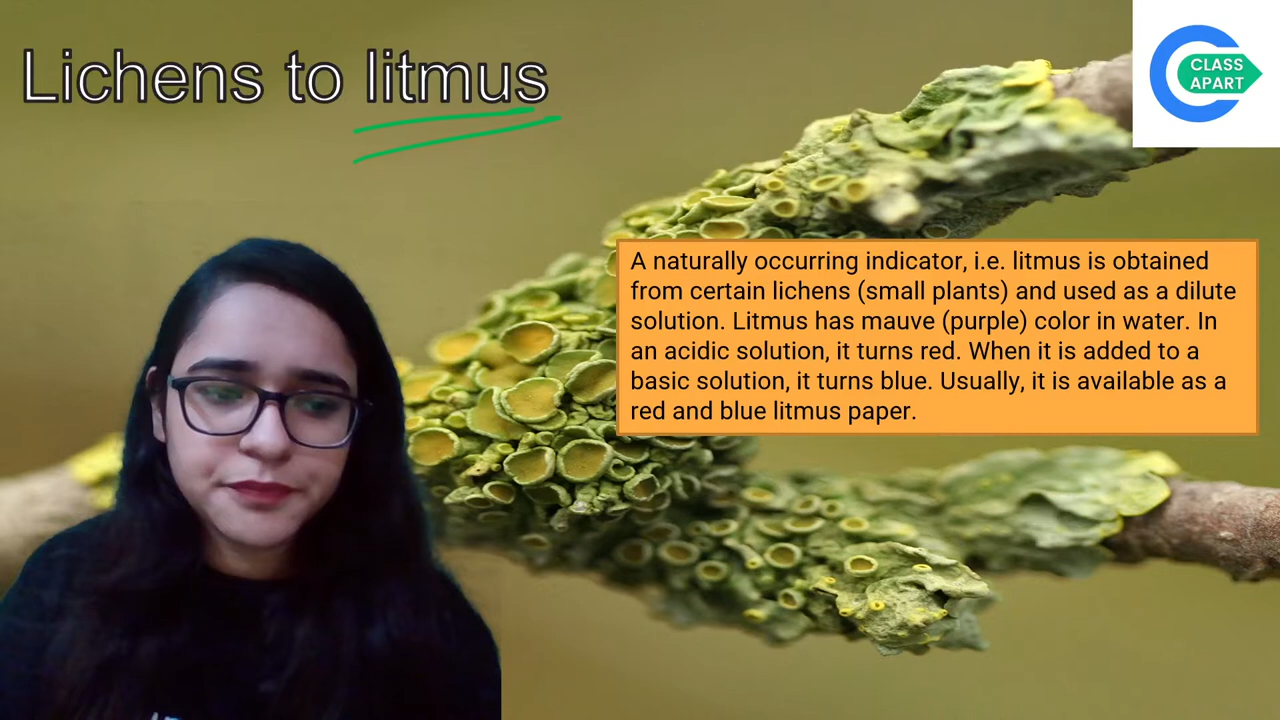 Lichens to litmus
CLASS
APART
A naturally occurring indicator, i.e. litmus is obtained
from certain lichens (small plants) and used as a dilute
solution. Litmus has mauve (purple) color in water. In
an acidic solution, it turns red. When it is added to a
basic solution, it turns blue. Usually, it is available as a
red and blue litmus paper.